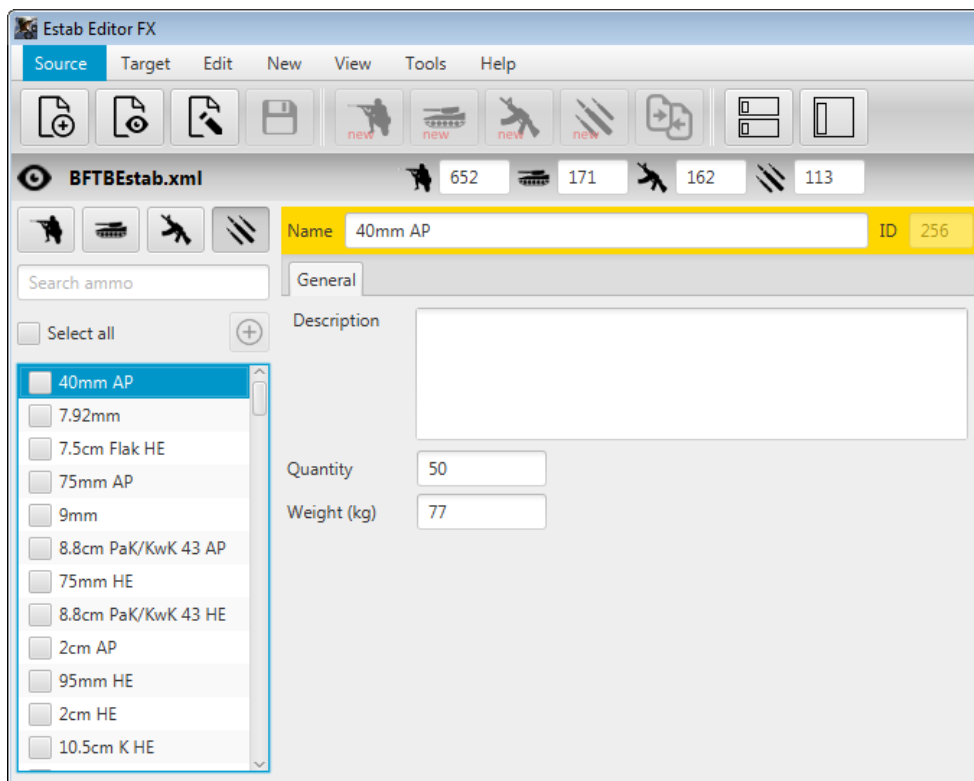 Estab Editor FX
Source Target Edit New View Tools Help
new new new new
BFTBEstab.xml 652 171 162 113
Name 40mm AP ID 256
Search ammo
General
Select all
Description
40mm AP
7.92mm
7.5cm Flak HE
75mm AP
9mm
8.8cm PaK/KwK 43 AP
75mm HE
8.8cm PaK/KwK 43 HE
2cm AP
95mm HE
2cm HE
10.5cm K HE
Quantity 50
Weight (kg) 77